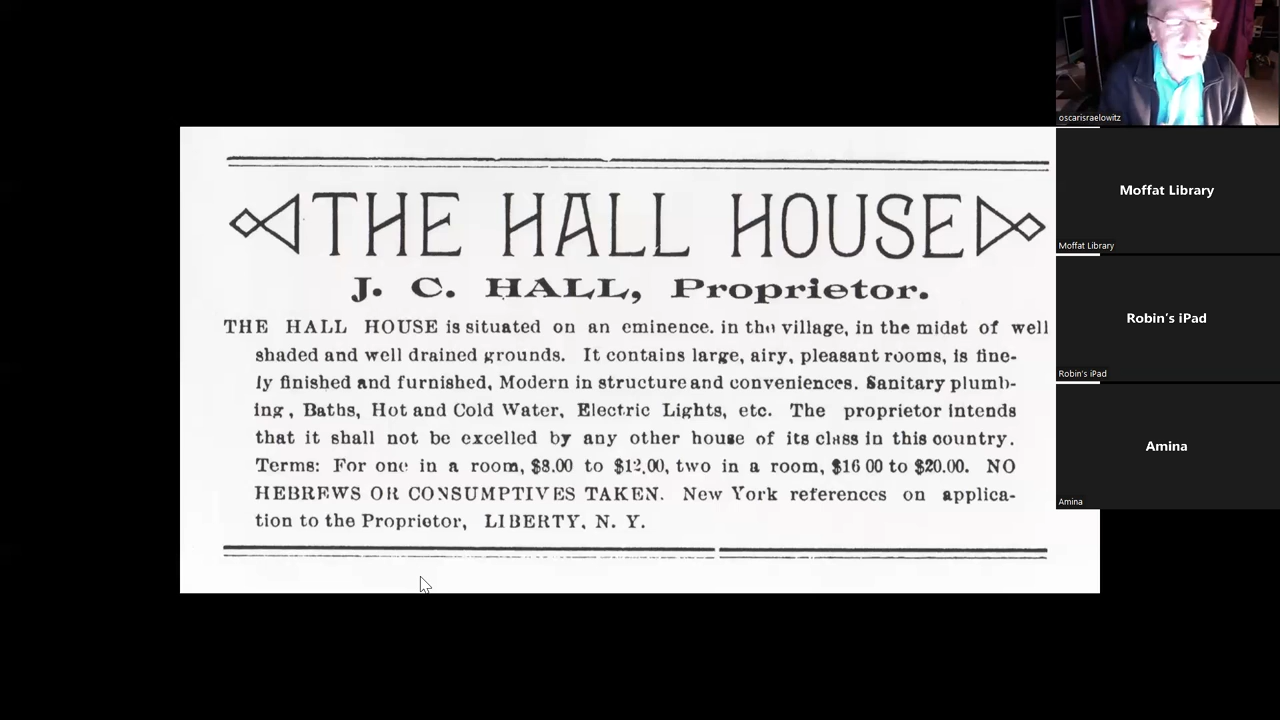 THE HALL HOUSE
J. C. HALL, Proprietor.
THE HALL HOUSE is situated on an eminence. in the village, in the midst of well
shaded and well drained grounds. It contains large, airy, pleasant rooms, is fine-
ly finished and furnished, Modern in structure and conveniences. Sanitary plumb-
ing, Baths, Hot and Cold Water, Electric Lights, etc. The proprietor intends
that it shall not be excelled by any other house of its class in this country.
Terms: For one in a room, $8.00 to $12.00, two in a room, $16 00 to $20.00. NO
HEBREWS OR CONSUMPTIVES TAKEN. New York references on applica-
tion to the Proprietor, LIBERTY, N. Y.
oscarisraelowitz
Moffat Library
Moffat Library
Robin's iPad
Robin's iPad
Amina
Amina